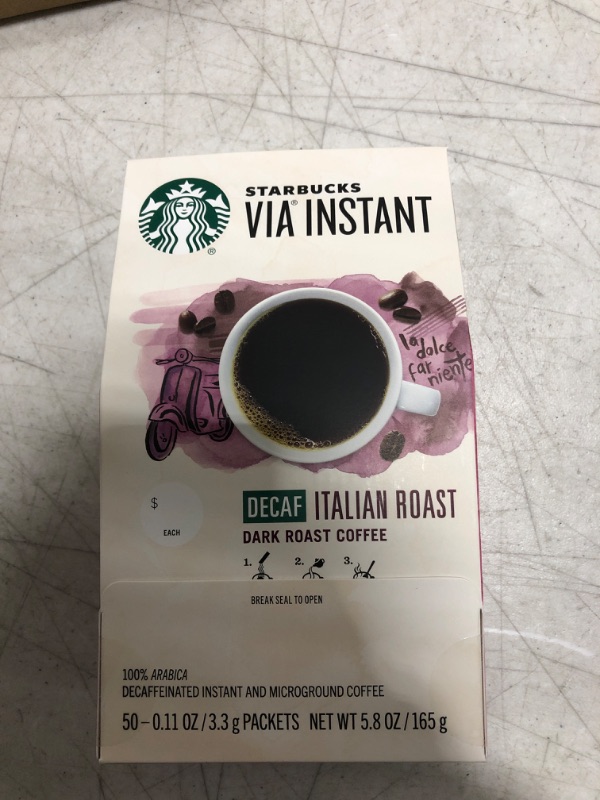 STARBUCKS
VIA® INSTANT
®
la dolce
far niente
$
EACH
DECAF ITALIAN ROAST
DARK ROAST COFFEE
1. 2. 3.
BREAK SEAL TO OPEN
100% ARABICA
DECAFFEINATED INSTANT AND MICROGROUND COFFEE
50–0.11 OZ/3.3 g PACKETS NET WT 5.8 OZ/165 g